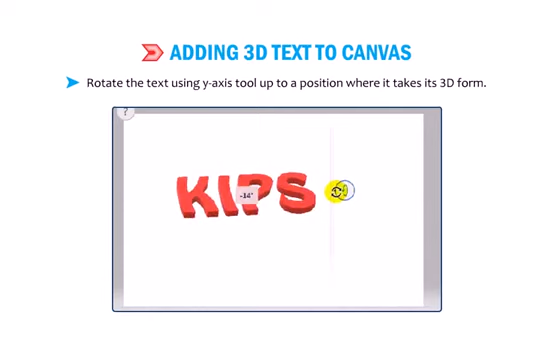 ADDING 3D TEXT TO CANVAS
Rotate the text using y-axis tool up to a position where it takes its 3D form.
?
KIPS
-14°